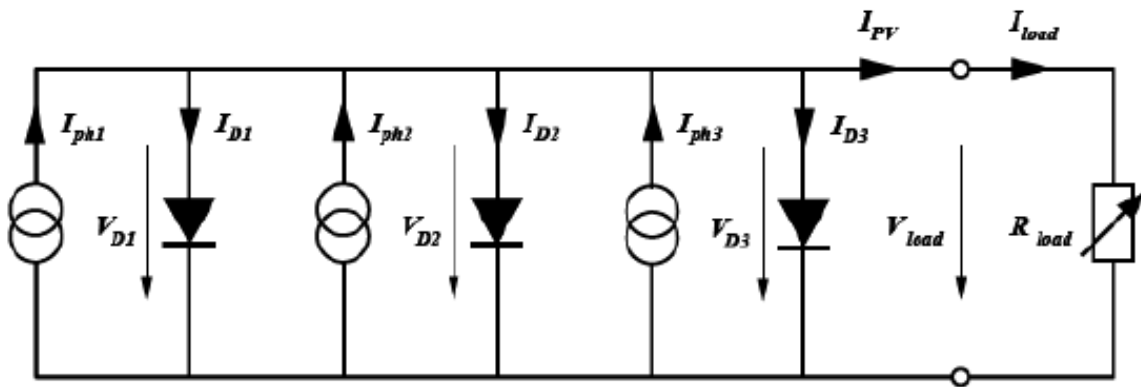 I_PV I_load
I_ph1 I_D1 I_ph2 I_D2 I_ph3 I_D3
V_D1 V_D2 V_D3 V_load R_load